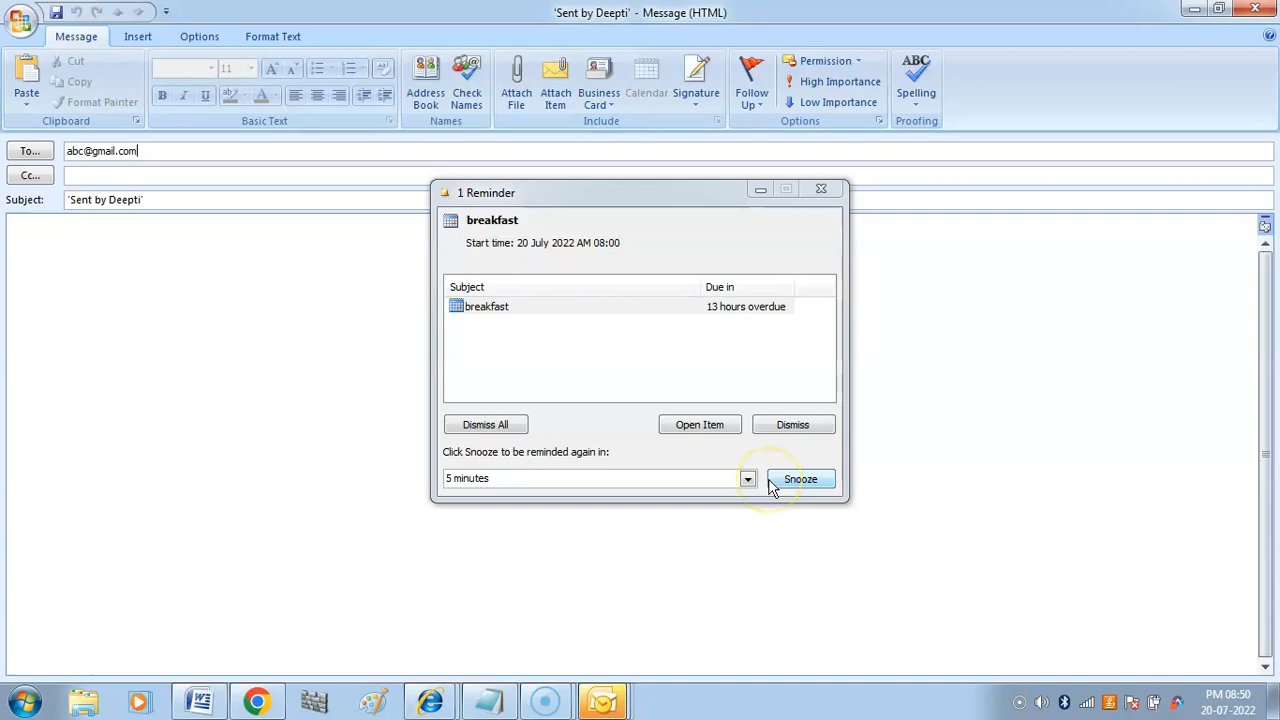 'Sent by Deepti' - Message (HTML)
Message Insert Options Format Text
Paste
Cut
Copy
Format Painter
Clipboard
11
B I U ab A
Basic Text
Address Book
Check Names
Names
Attach File
Attach Item
Business Card
Calendar
Signature
Include
Follow Up
Permission
High Importance
Low Importance
Options
ABC
Spelling
Proofing
To... abc@gmail.com
Cc...
Subject: 'Sent by Deepti'
1 Reminder
breakfast
Start time: 20 July 2022 AM 08:00
Subject Due in
breakfast 13 hours overdue
Dismiss All Open Item Dismiss
Click Snooze to be reminded again in:
5 minutes Snooze
PM 08:50
20-07-2022